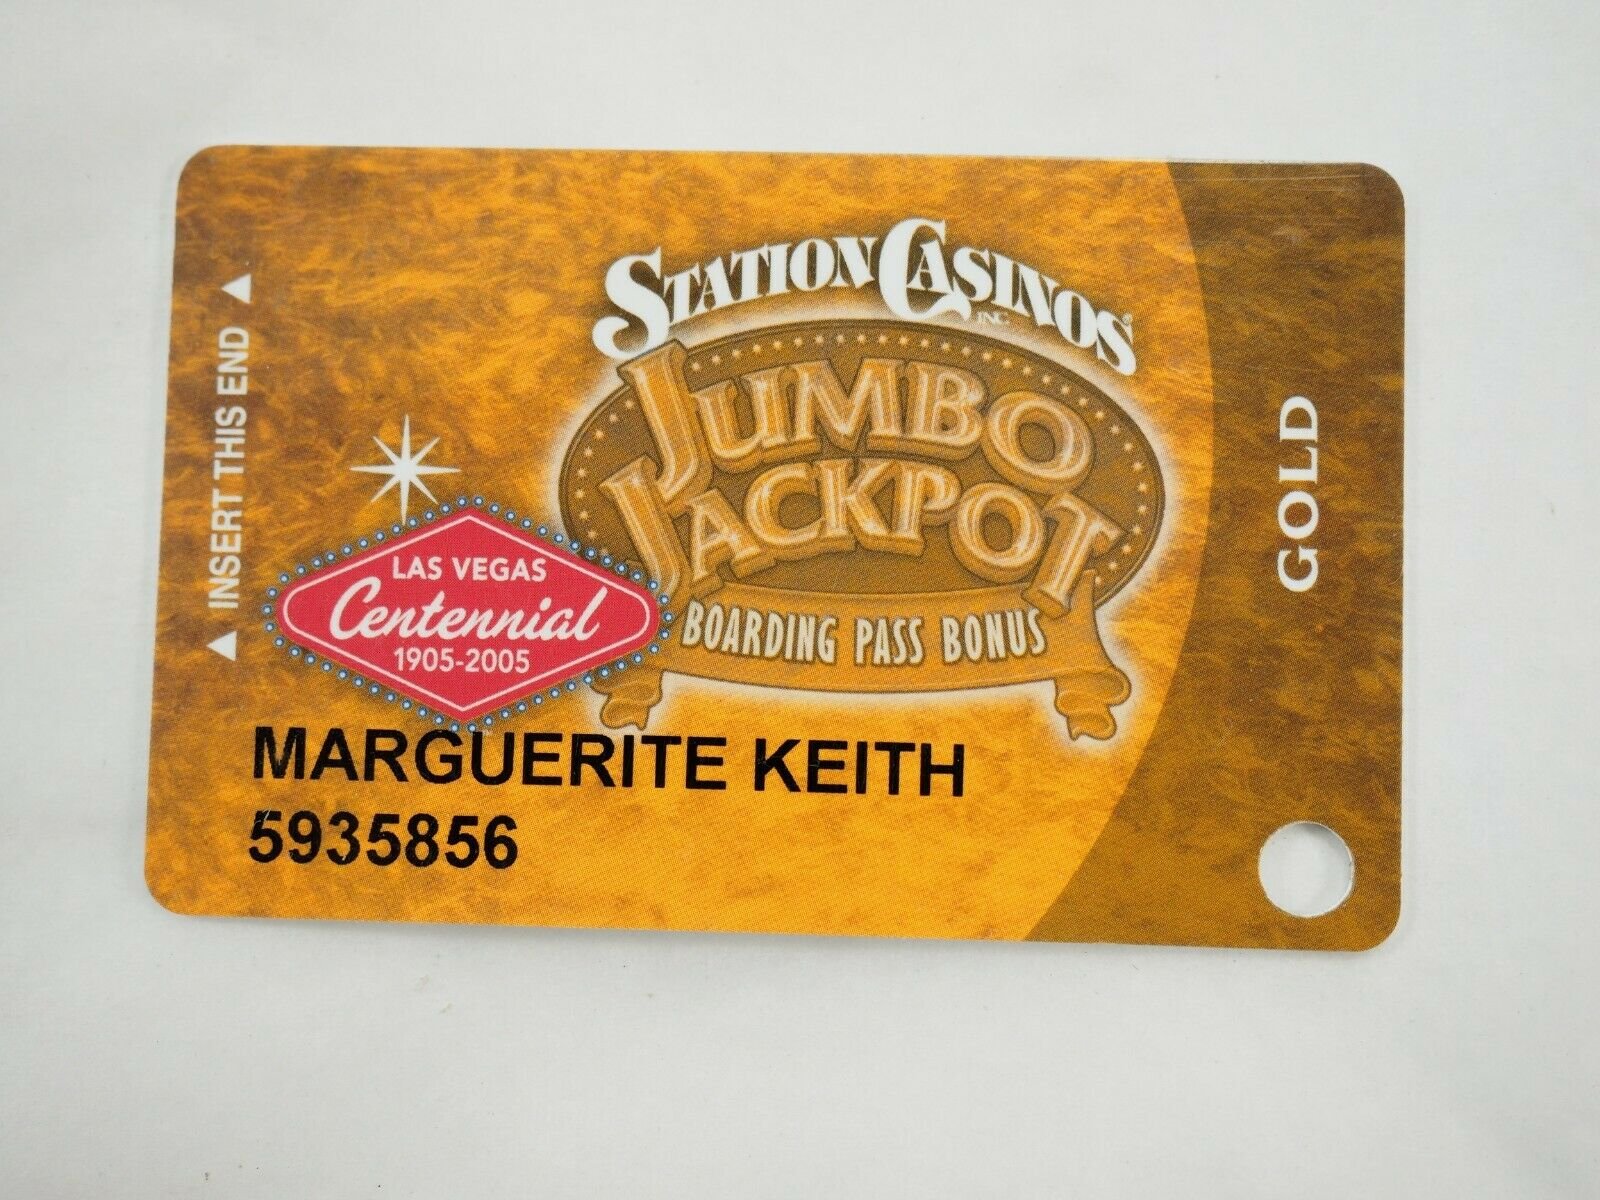 STATION CASINOS
INC.
JUMBO
JACKPOT
BOARDING PASS BONUS
LAS VEGAS
Centennial
1905-2005
INSERT THIS END
GOLD
MARGUERITE KEITH
5935856